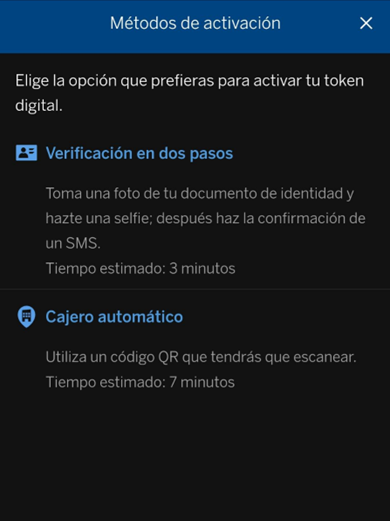 Métodos de activación
Elige la opción que prefieras para activar tu token
digital.
Verificación en dos pasos
Toma una foto de tu documento de identidad y
hazte una selfie; después haz la confirmación de
un SMS.
Tiempo estimado: 3 minutos
Cajero automático
Utiliza un código QR que tendrás que escanear.
Tiempo estimado: 7 minutos